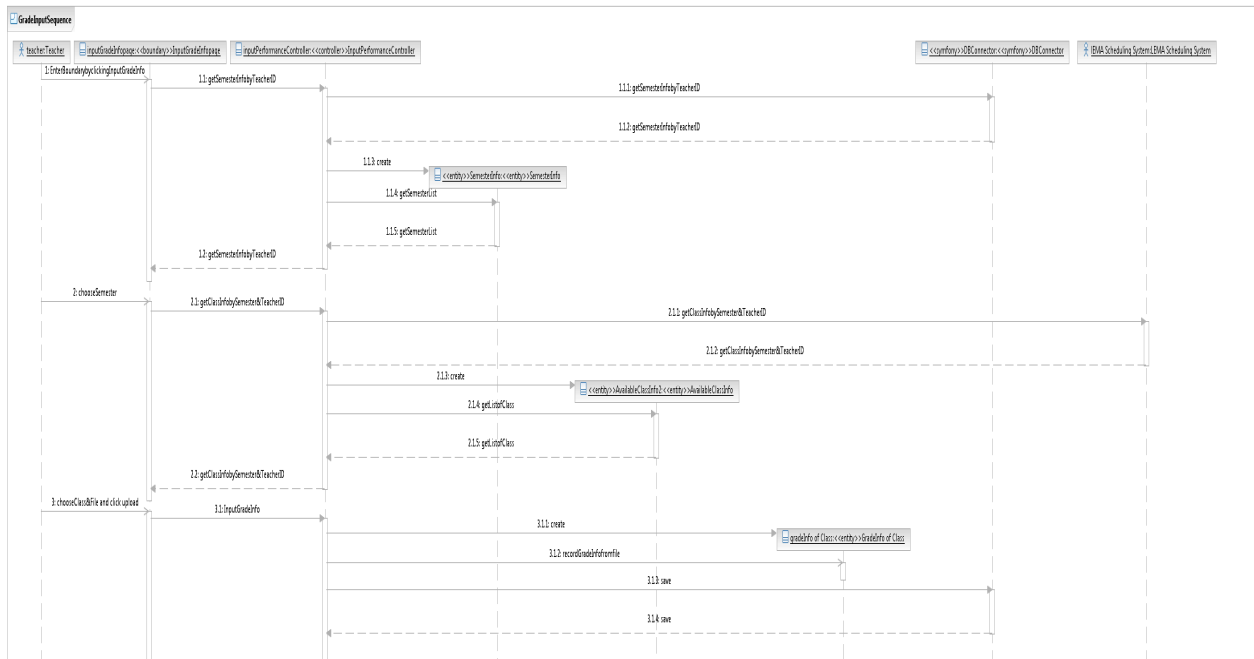 GradeInputSequence
teacher:Teacher
inputGradeInfopage:<<boundary>>InputGradeInfopage
inputPerformanceController:<<controller>>InputPerformanceController
<<symfony>>DBConnector:<<symfony>>DBConnector
lEMA Scheduling System:LEMA Scheduling System
1: EnterBoundarybyclickingInputGradeInfo
1.1: getSemesterInfobyTeacherID
1.1.1: getSemesterInfobyTeacherID
1.1.2: getSemesterInfobyTeacherID
1.1.3: create
<<entity>>SemesterInfo:<<entity>>SemesterInfo
1.1.4: getSemesterList
1.1.5: getSemesterList
1.2: getSemesterInfobyTeacherID
2: chooseSemester
2.1: getClassInfobySemester&TeacherID
2.1.1: getClassInfobySemester&TeacherID
2.1.2: getClassInfobySemester&TeacherID
2.1.3: create
<<entity>>AvailableClassInfo2:<<entity>>AvailableClassInfo
2.1.4: getListofClass
2.1.5: getListofClass
2.2: getClassInfobySemester&TeacherID
3: chooseClass&File and click upload
3.1: InputGradeInfo
3.1.1: create
gradeInfo of Class:<<entity>>GradeInfo of Class
3.1.2: recordGradeInfofromfile
3.1.3: save
3.1.4: save